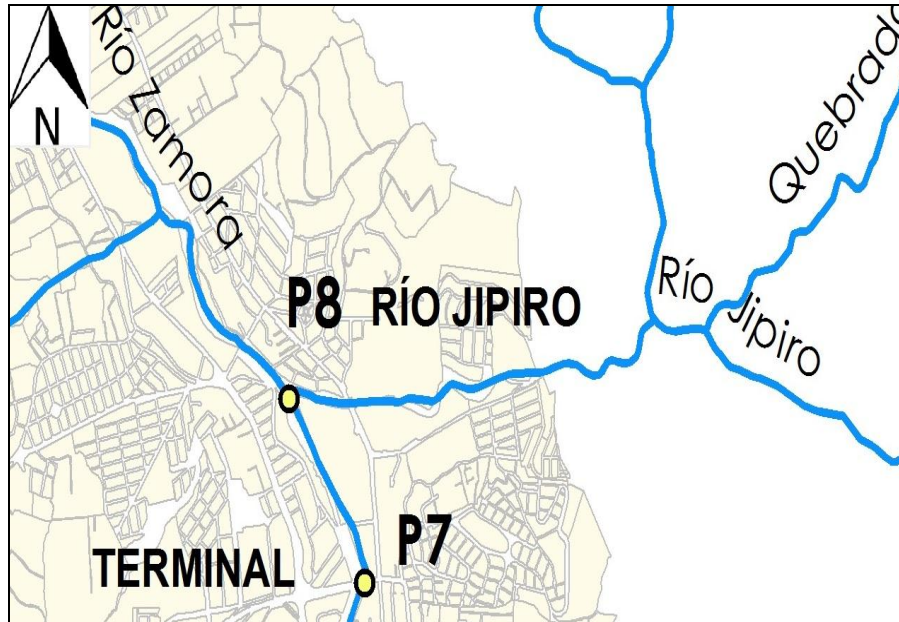 Río Zamora
N
Quebrada
P8 RÍO JIPIRO
Río Jipiro
P7
TERMINAL